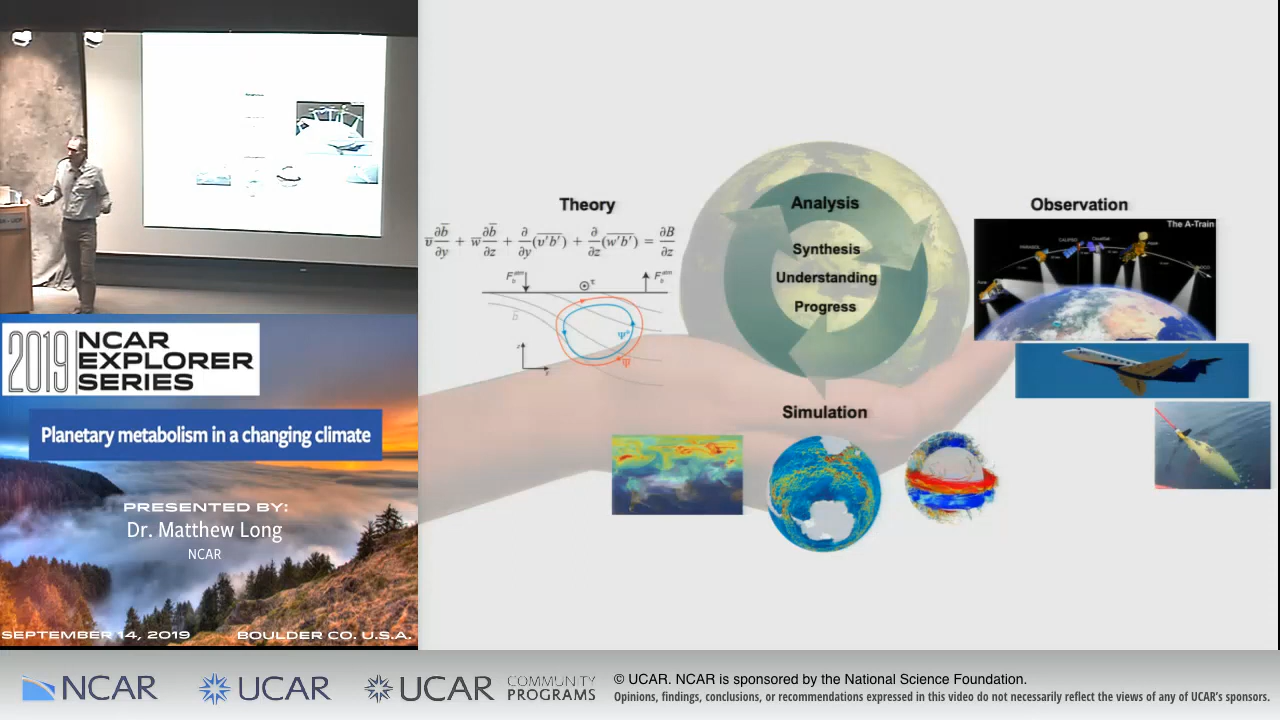 2019 NCAR
EXPLORER
SERIES
Planetary metabolism in a changing climate
PRESENTED BY:
Dr. Matthew Long
NCAR
SEPTEMBER 14, 2019
BOULDER CO. U.S.A.
Theory
Analysis
Synthesis
Understanding
Progress
Observation
The A-Train
PARASOL
CALIPSO
CloudSat
Simulation
NCAR
UCAR
UCAR
COMMUNITY
PROGRAMS
© UCAR. NCAR is sponsored by the National Science Foundation.
Opinions, findings, conclusions, or recommendations expressed in this video do not necessarily reflect the views of any of UCAR's sponsors.